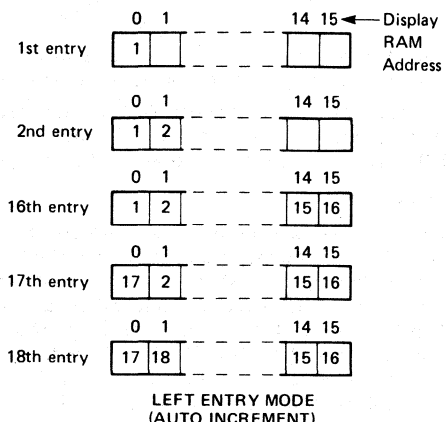 0 1 14 15 Display
RAM
Address
1st entry 1
0 1 14 15
2nd entry 1 2
0 1 14 15
16th entry 1 2 15 16
0 1 14 15
17th entry 17 2 15 16
0 1 14 15
18th entry 17 18 15 16
LEFT ENTRY MODE
(AUTO INCREMENT)